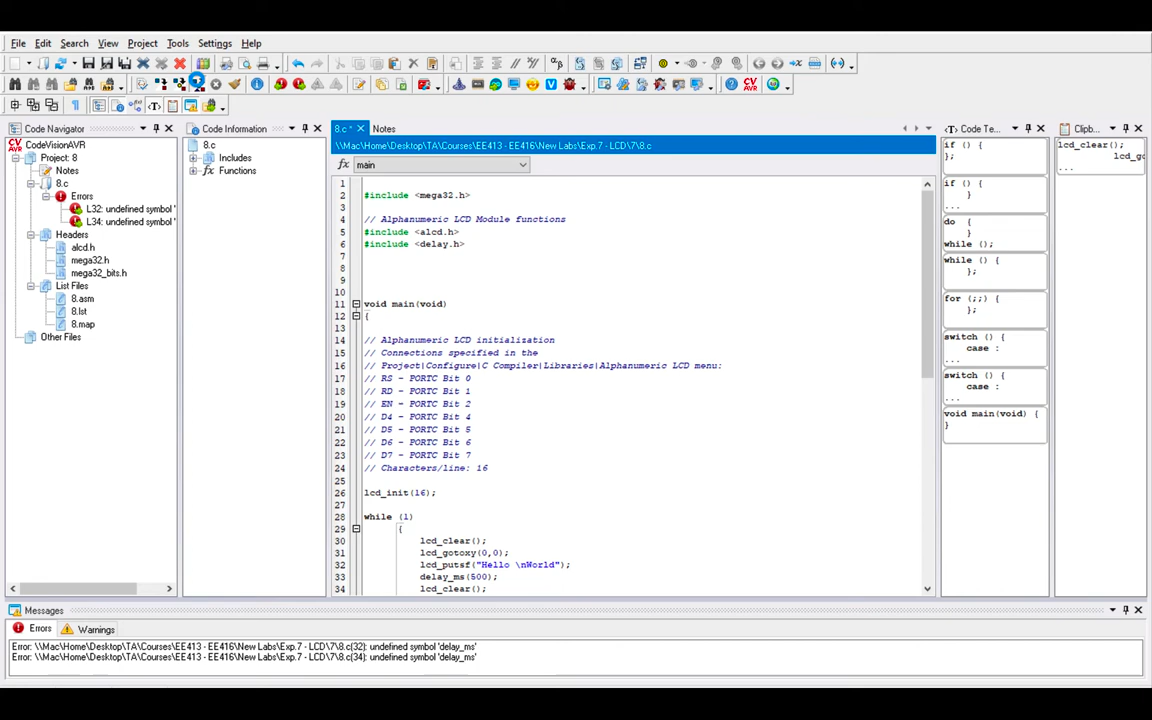 File Edit Search View Project Tools Settings Help
Code Navigator
Code Information
8.c *
Notes
Code Te...
Clipb...
CodeVisionAVR
Project: 8
Notes
8.c
Errors
L32: undefined symbol '
L34: undefined symbol '
Headers
alcd.h
mega32.h
mega32_bits.h
List Files
8.asm
8.lst
8.map
Other Files
8.c
Includes
Functions
\\Mac\Home\Desktop\TA\Courses\EE413 - EE416\New Labs\Exp.7 - LCD\7\8.c
main
1
2 #include <mega32.h>
3
4 // Alphanumeric LCD Module functions
5 #include <alcd.h>
6 #include <delay.h>
7
8
9
10
11 void main(void)
12 {
13
14 // Alphanumeric LCD initialization
15 // Connections specified in the
16 // Project|Configure|C Compiler|Libraries|Alphanumeric LCD menu:
17 // RS - PORTC Bit 0
18 // RD - PORTC Bit 1
19 // EN - PORTC Bit 2
20 // D4 - PORTC Bit 4
21 // D5 - PORTC Bit 5
22 // D6 - PORTC Bit 6
23 // D7 - PORTC Bit 7
24 // Characters/line: 16
25
26 lcd_init(16);
27
28 while (1)
29 {
30 lcd_clear();
31 lcd_gotoxy(0,0);
32 lcd_putsf("Hello \nWorld");
33 delay_ms(500);
34 lcd_clear();
if () {
};
if () {
}
...
do {
}
while ();
while () {
};
for (;;) {
};
switch () {
case :
...
switch () {
case :
...
void main(void) {
}
lcd_clear();
lcd_gc
...
Messages
Errors Warnings
Error: \\Mac\Home\Desktop\TA\Courses\EE413 - EE416\New Labs\Exp.7 - LCD\7\8.c(32): undefined symbol 'delay_ms'
Error: \\Mac\Home\Desktop\TA\Courses\EE413 - EE416\New Labs\Exp.7 - LCD\7\8.c(34): undefined symbol 'delay_ms'